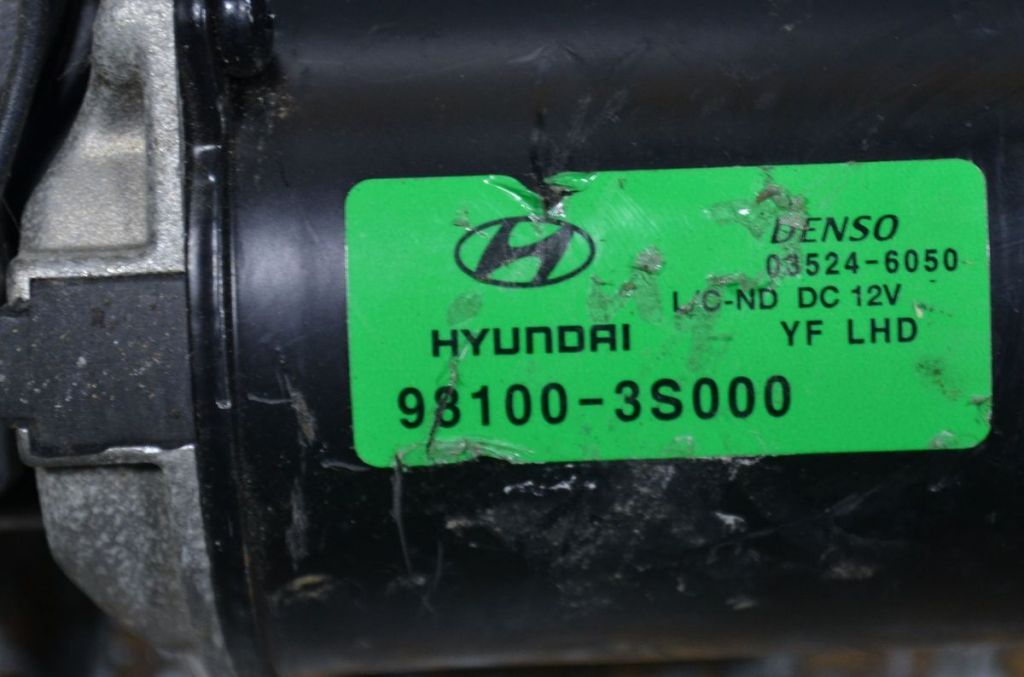 DENSO
03524-6050
I/C-ND DC 12V
YF LHD
HYUNDAI
98100-3S000